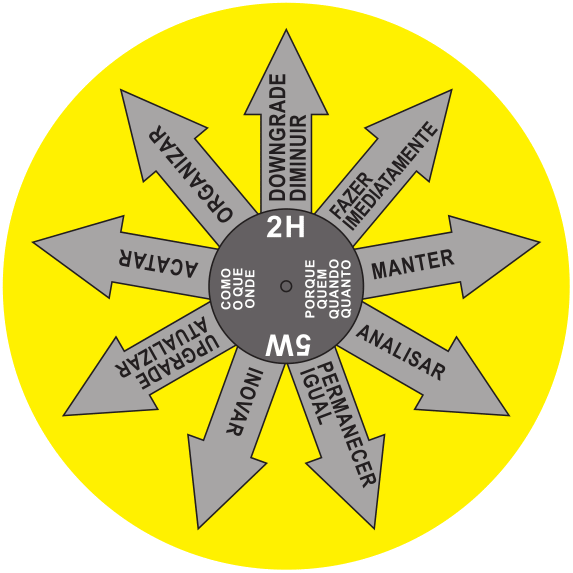 DOWNGRADE
DIMINUIR
FAZER
IMEDIATAMENTE
MANTER
ANALISAR
PERMANECER
IGUAL
INOVAR
UPGRADE
ATUALIZAR
ACATAR
ORGANIZAR
2H
COMO
O QUE
ONDE
PORQUE
QUEM
QUANDO
QUANTO
5W